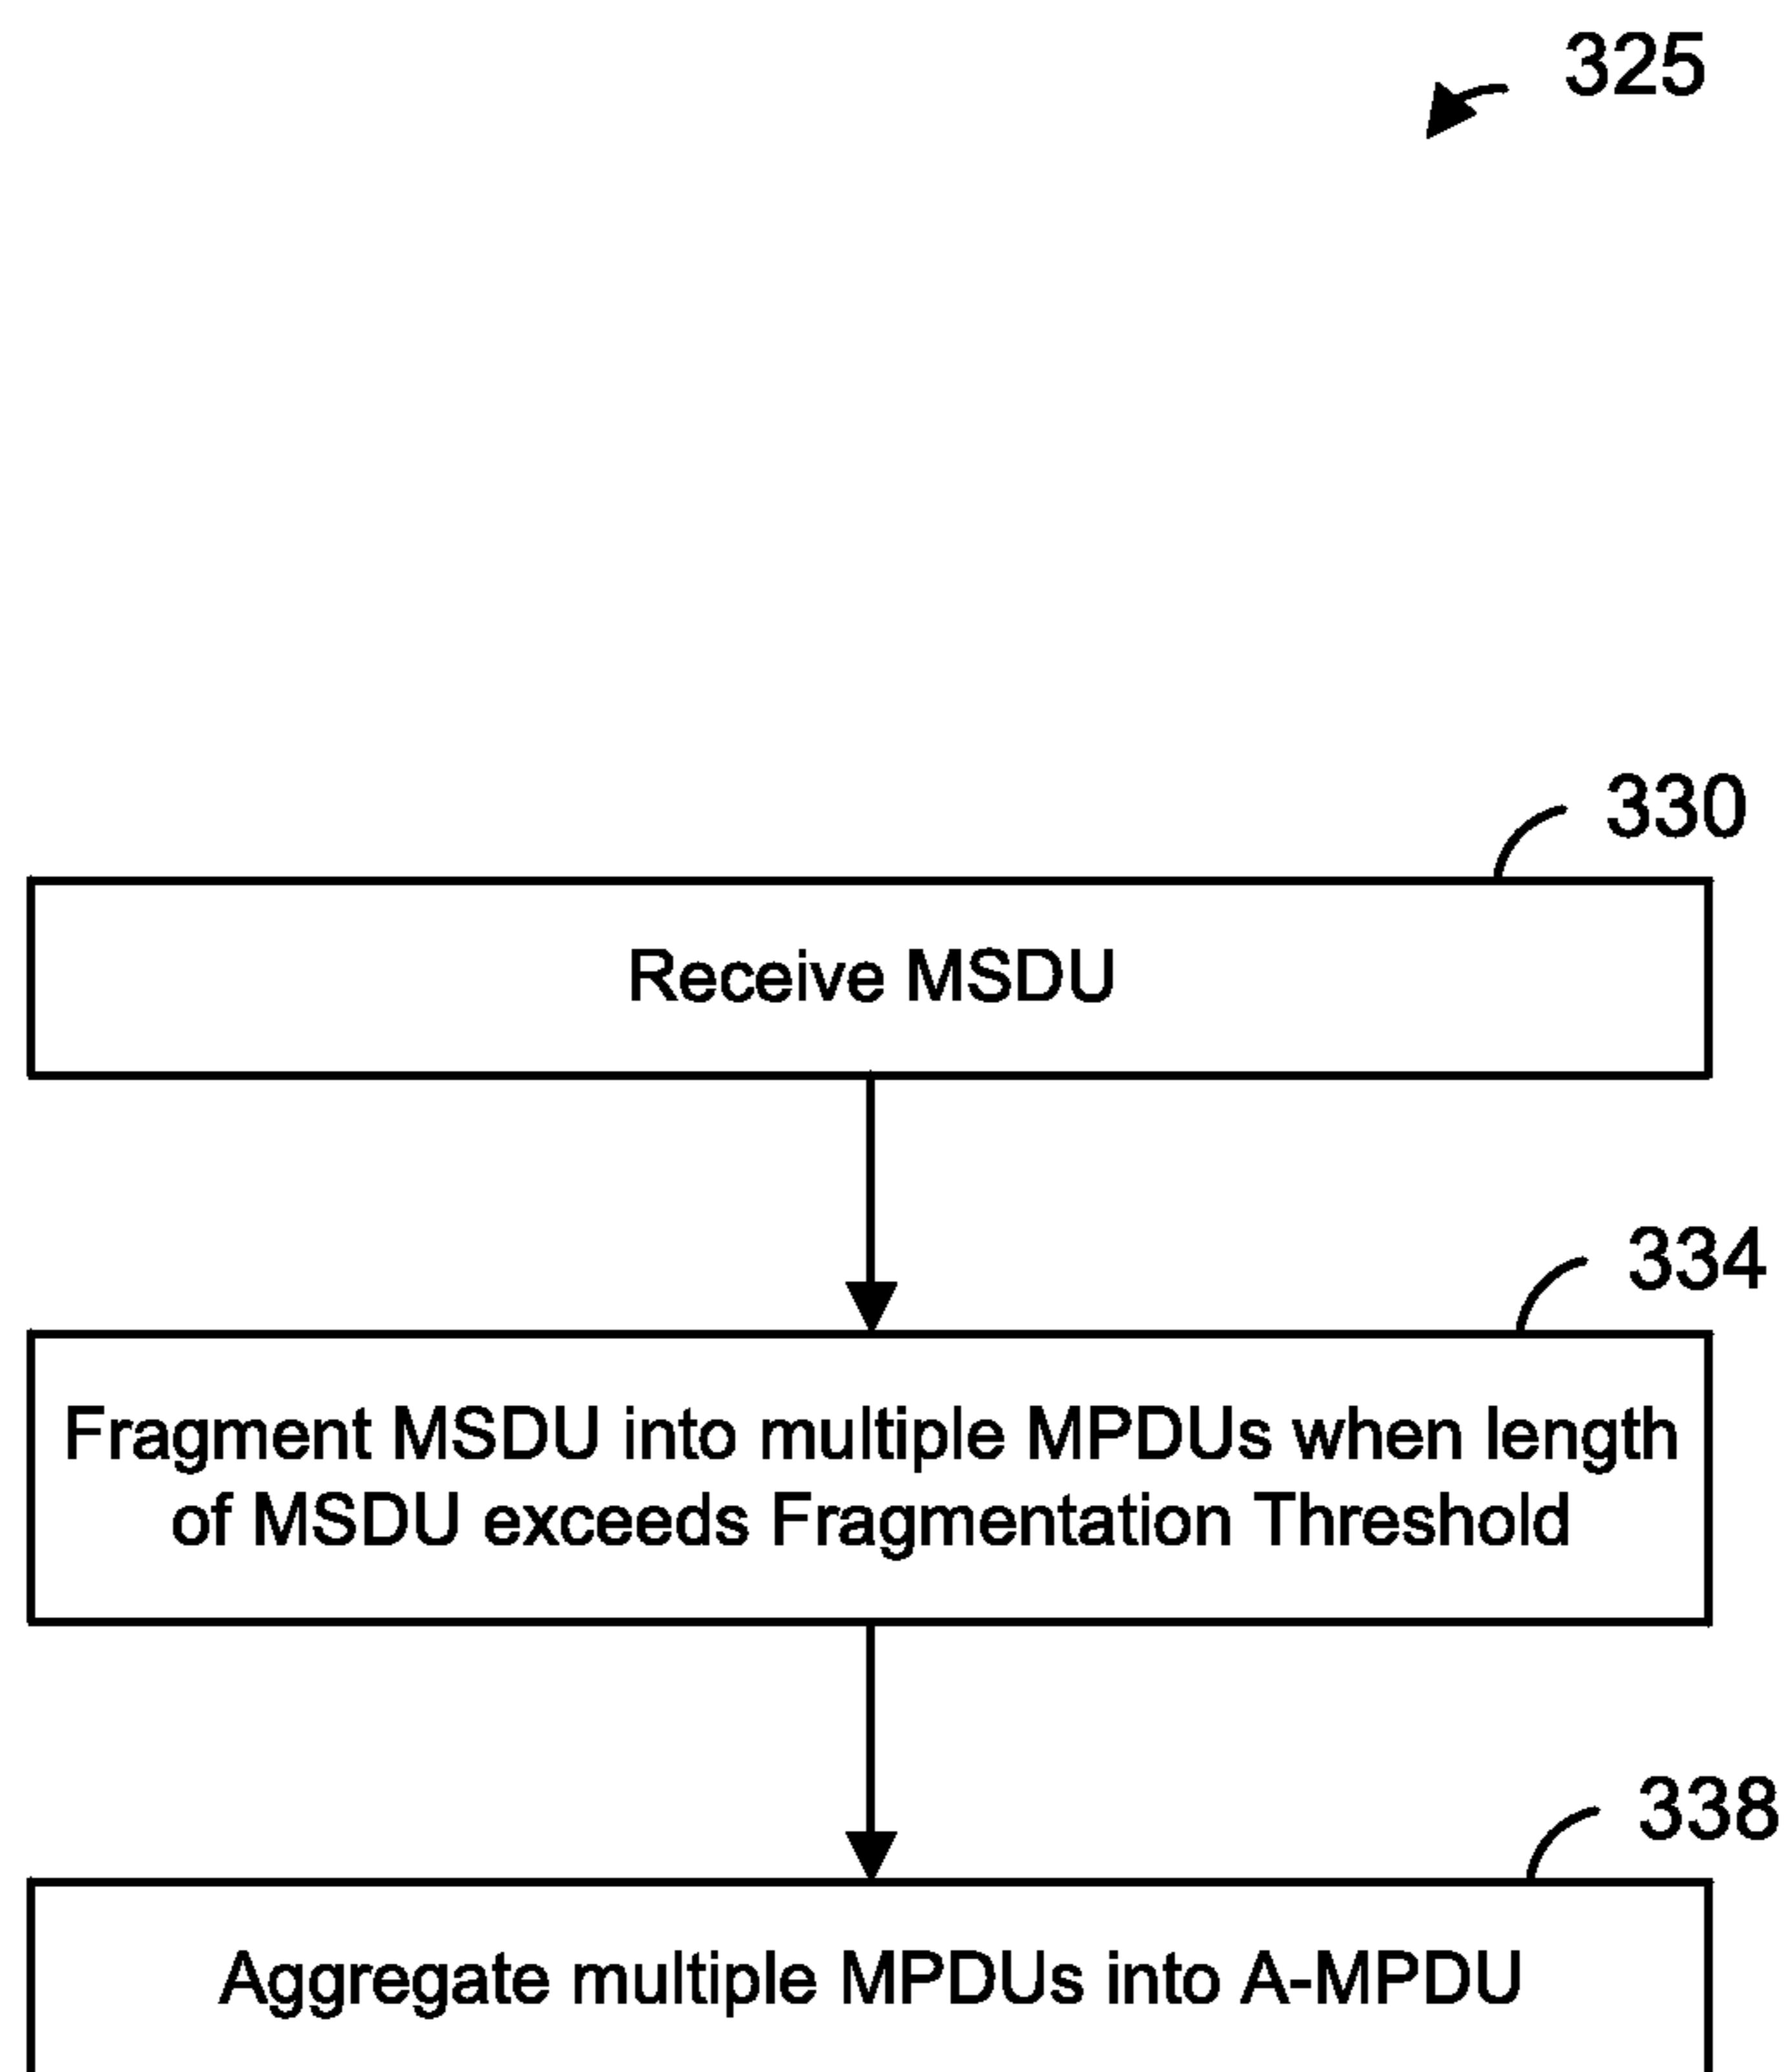 325
330
Receive MSDU
334
Fragment MSDU into multiple MPDUs when length
of MSDU exceeds Fragmentation Threshold
338
Aggregate multiple MPDUs into A-MPDU